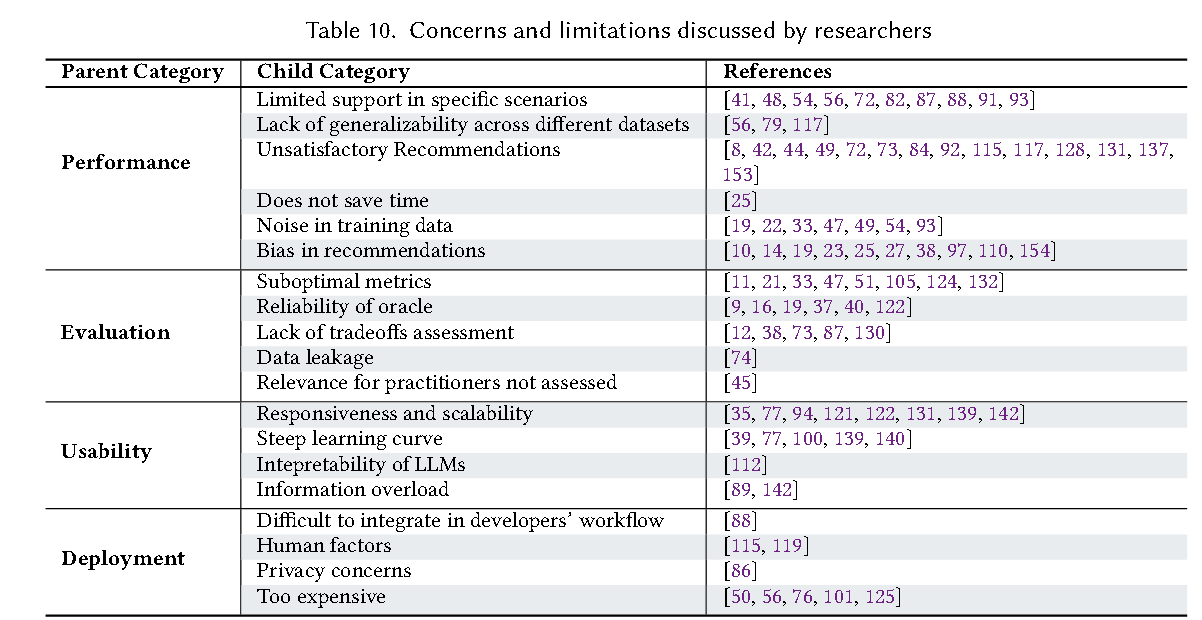 Table 10. Concerns and limitations discussed by researchers
Parent Category Child Category References
Performance
Limited support in specific scenarios [41, 48, 54, 56, 72, 82, 87, 88, 91, 93]
Lack of generalizability across different datasets [56, 79, 117]
Unsatisfactory Recommendations [8, 42, 44, 49, 72, 73, 84, 92, 115, 117, 128, 131, 137,
153]
Does not save time [25]
Noise in training data [19, 22, 33, 47, 49, 54, 93]
Bias in recommendations [10, 14, 19, 23, 25, 27, 38, 97, 110, 154]
Evaluation
Suboptimal metrics [11, 21, 33, 47, 51, 105, 124, 132]
Reliability of oracle [9, 16, 19, 37, 40, 122]
Lack of tradeoffs assessment [12, 38, 73, 87, 130]
Data leakage [74]
Relevance for practitioners not assessed [45]
Usability
Responsiveness and scalability [35, 77, 94, 121, 122, 131, 139, 142]
Steep learning curve [39, 77, 100, 139, 140]
Intepretability of LLMs [112]
Information overload [89, 142]
Deployment
Difficult to integrate in developers' workflow [88]
Human factors [115, 119]
Privacy concerns [86]
Too expensive [50, 56, 76, 101, 125]